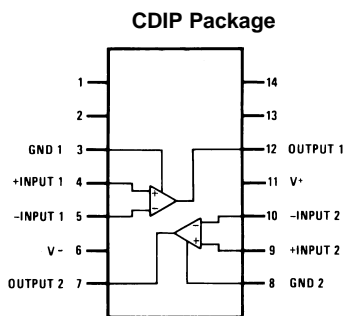 CDIP Package
1 14
2 13
GND 1 3 12 OUTPUT 1
+INPUT 1 4 + 11 V+
−INPUT 1 5 − − 10 −INPUT 2
V− 6 + 9 +INPUT 2
OUTPUT 2 7 8 GND 2